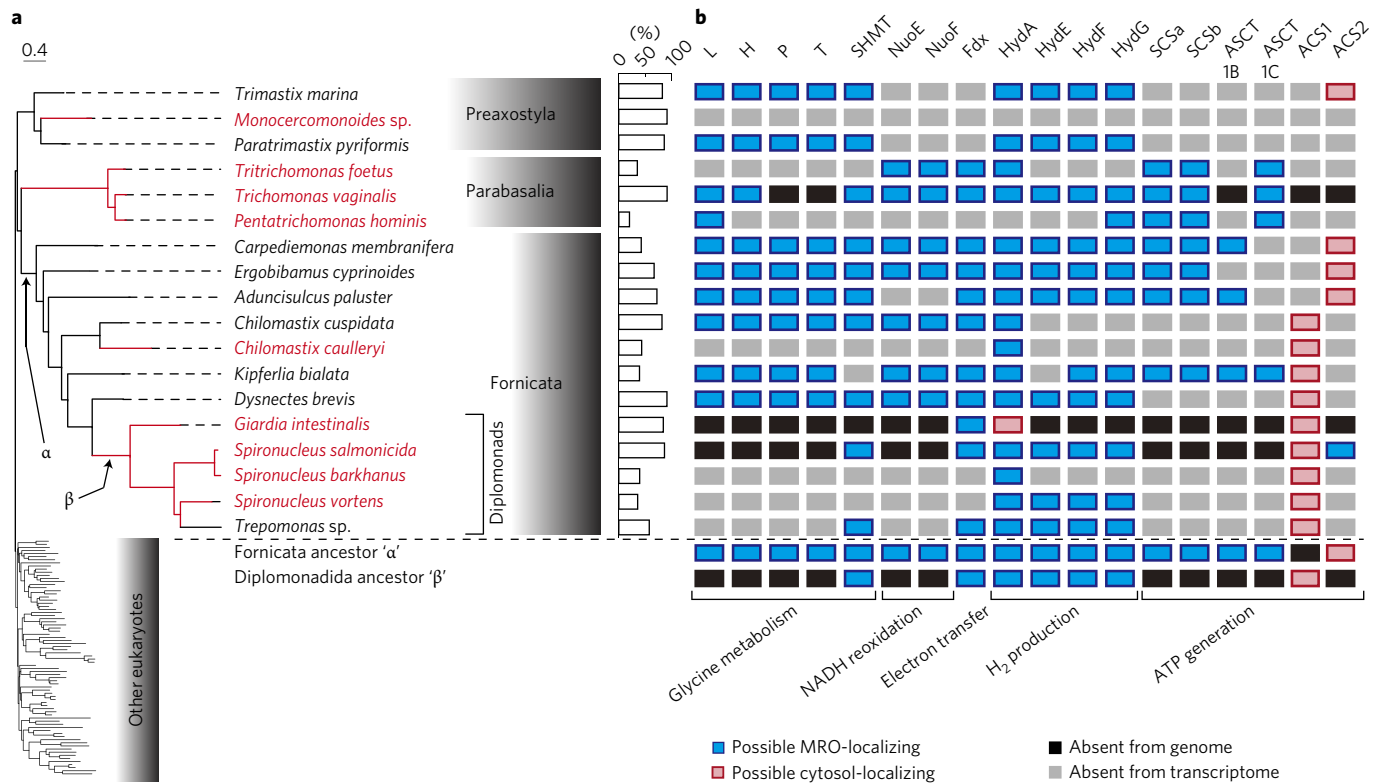 a
0.4
(%)
0
50
100
Trimastix marina
Monocercomonoides sp.
Paratrimastix pyriformis
Tritrichomonas foetus
Trichomonas vaginalis
Pentatrichomonas hominis
Carpediemonas membranifera
Ergobibamus cyprinoides
Aduncisulcus paluster
Chilomastix cuspidata
Chilomastix caulleryi
Kipferlia bialata
Dysnectes brevis
Giardia intestinalis
Spironucleus salmonicida
Spironucleus barkhanus
Spironucleus vortens
Trepomonas sp.
Fornicata ancestor ‘α’
Diplomonadida ancestor ‘β’
α
β
Preaxostyla
Parabasalia
Fornicata
Diplomonads
Other eukaryotes
b
L
H
P
T
SHMT
NuoE
NuoF
Fdx
HydA
HydE
HydF
HydG
SCSa
SCSb
ASCT 1B
ASCT 1C
ACS1
ACS2
Glycine metabolism
NADH reoxidation
Electron transfer
H2 production
ATP generation
Possible MRO-localizing
Possible cytosol-localizing
Absent from genome
Absent from transcriptome